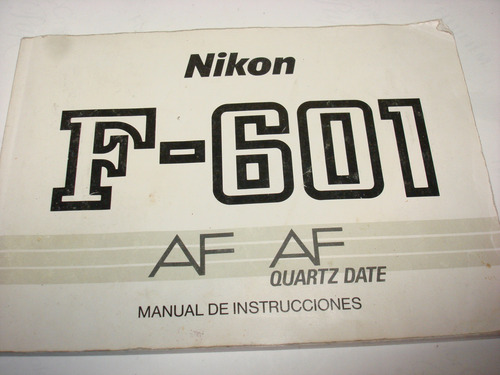 Nikon
F-601
AF AF
QUARTZ DATE
MANUAL DE INSTRUCCIONES